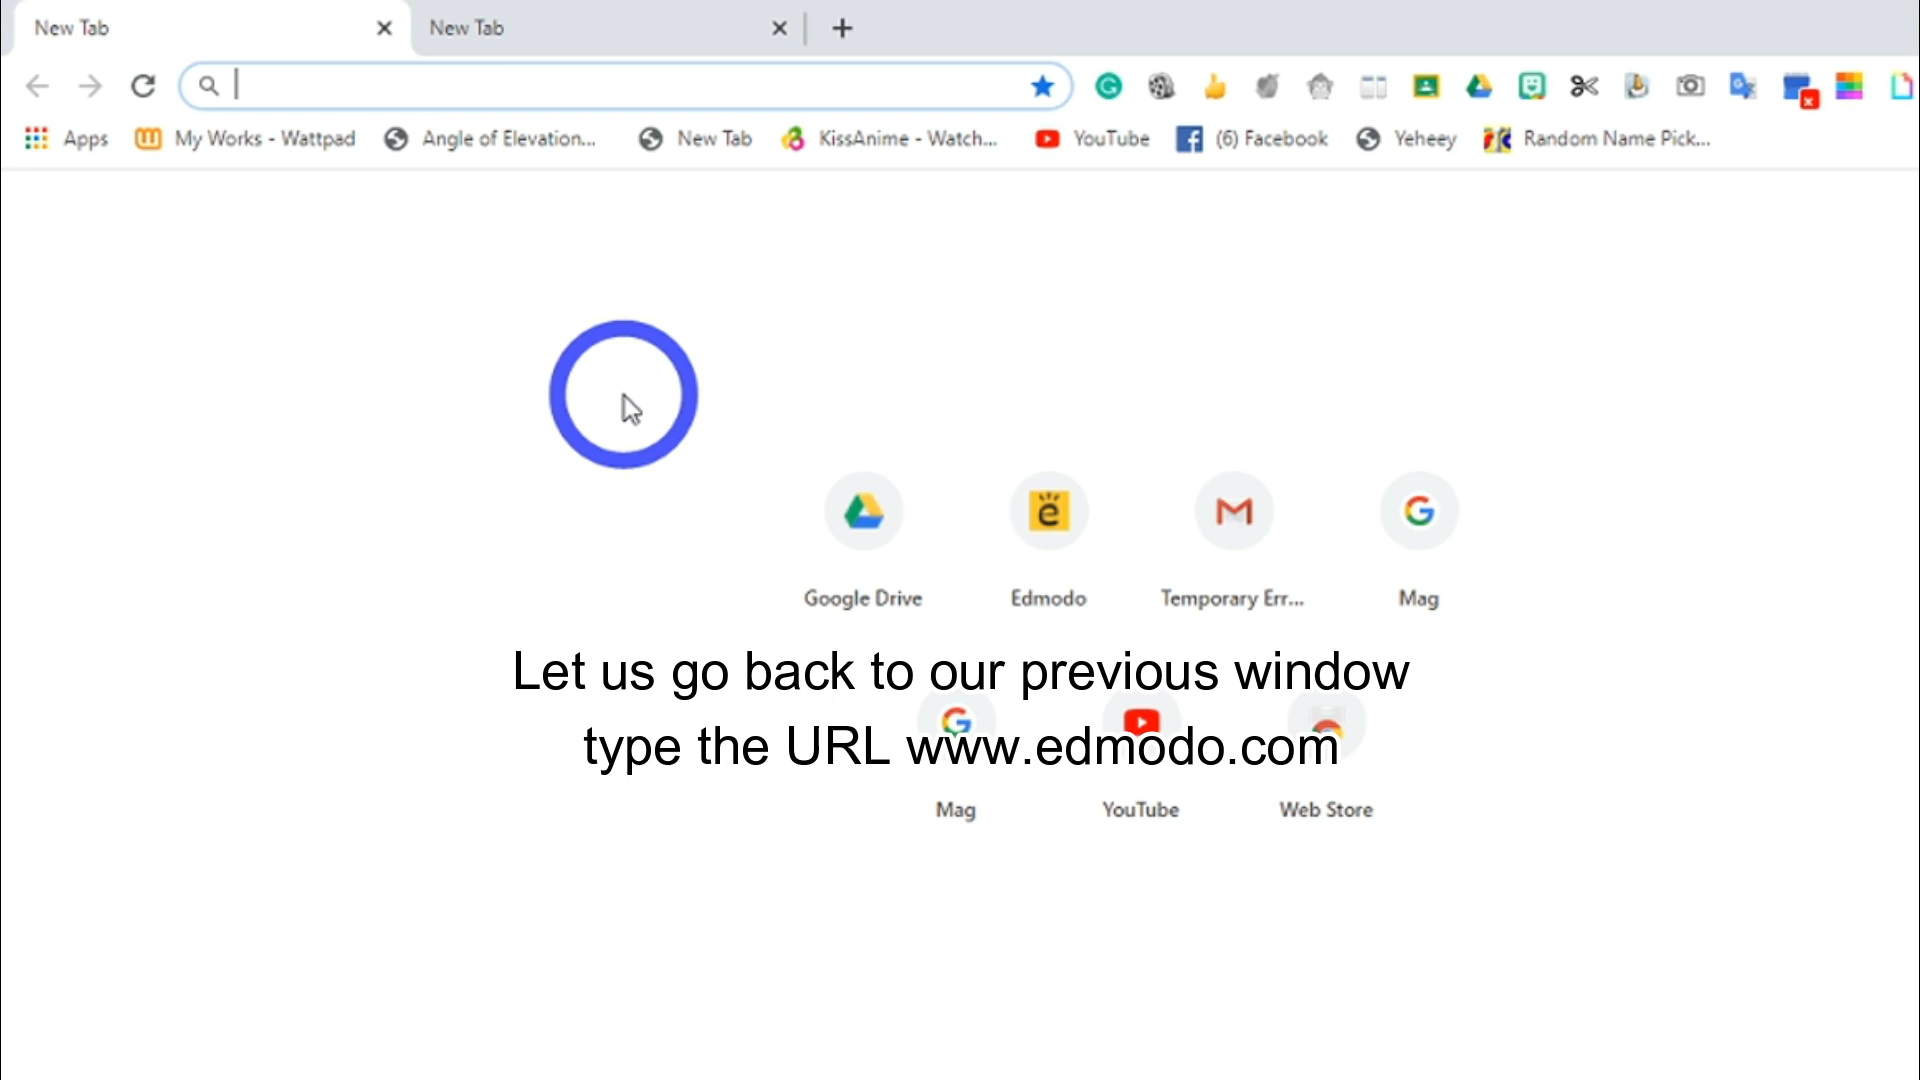 New Tab
New Tab
Apps
My Works - Wattpad
Angle of Elevation...
New Tab
KissAnime - Watch...
YouTube
(6) Facebook
Yeheey
Random Name Pick...
Google Drive
Edmodo
Temporary Err...
Mag
Let us go back to our previous window
type the URL www.edmodo.com
Mag
YouTube
Web Store